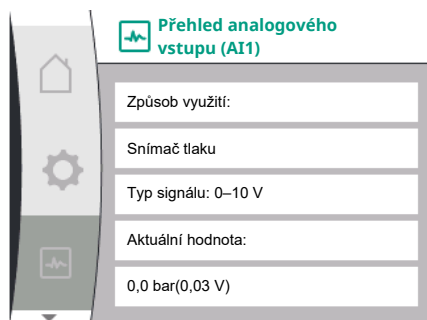 Přehled analogového
vstupu (AI1)
Způsob využití:
Snímač tlaku
Typ signálu: 0–10 V
Aktuální hodnota:
0,0 bar(0,03 V)